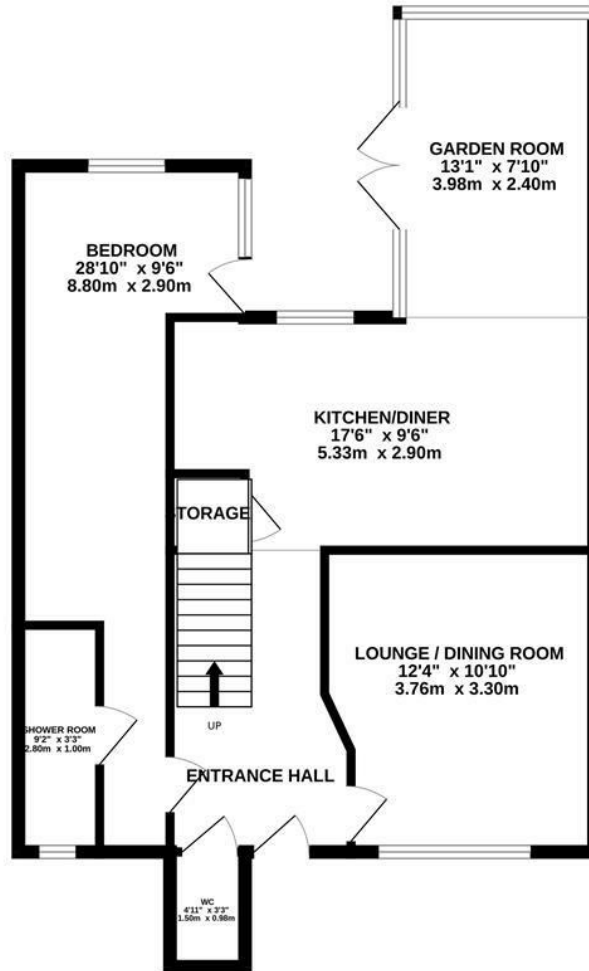 GARDEN ROOM
13'1" x 7'10"
3.98m x 2.40m
BEDROOM
28'10" x 9'6"
8.80m x 2.90m
KITCHEN/DINER
17'6" x 9'6"
5.33m x 2.90m
STORAGE
LOUNGE / DINING ROOM
12'4" x 10'10"
3.76m x 3.30m
UP
SHOWER ROOM
9'2" x 3'3"
2.80m x 1.00m
ENTRANCE HALL
WC
4'11" x 3'3"
1.50m x 0.98m